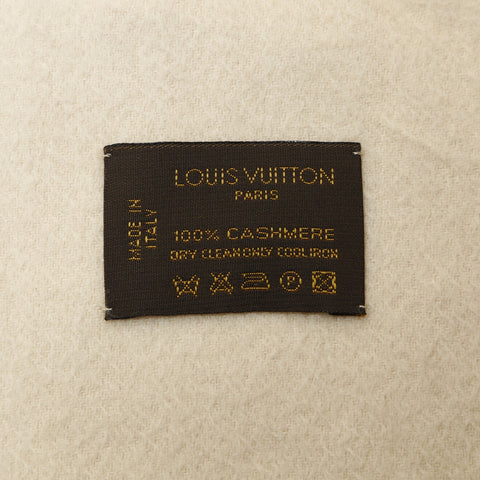 LOUIS VUITTON
PARIS
MADE IN
ITALY
100% CASHMERE
DRY CLEAN ONLY COOL IRON
P